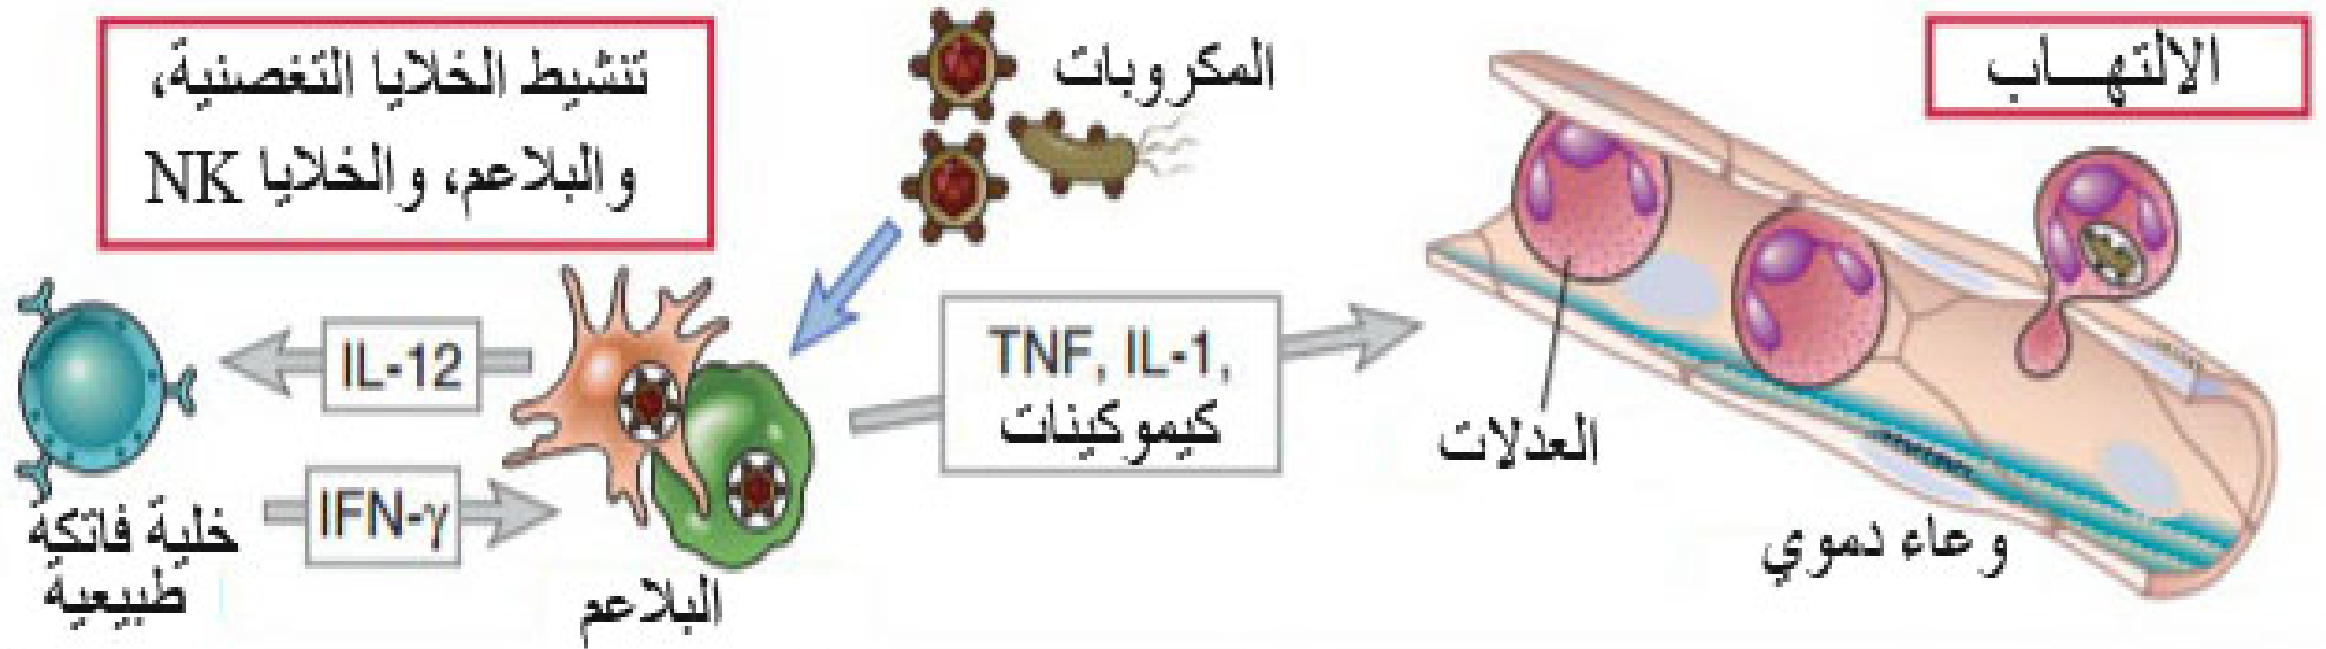 الالتهـــاب
المكروبات
تنشيط الخلايا التغصنية،
والبلاعم، والخلايا NK
TNF, IL-1,
كيموكينات
IL-12
IFN-γ
العدلات
وعاء دموي
البلاعم
خلية فاتكة
طبيعية